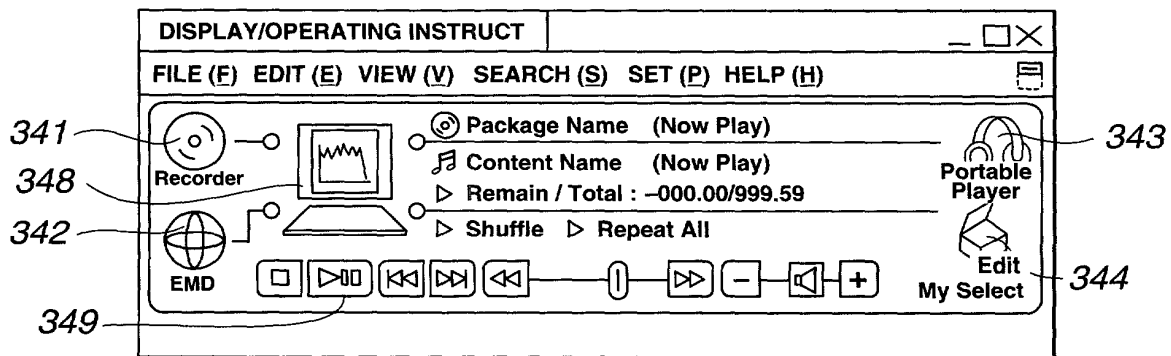 DISPLAY/OPERATING INSTRUCT
FILE (F) EDIT (E) VIEW (V) SEARCH (S) SET (P) HELP (H)
341
Recorder
348
342
EMD
349
Package Name (Now Play)
Content Name (Now Play)
Remain / Total : –000.00/999.59
Shuffle Repeat All
343
Portable
Player
Edit
My Select
344